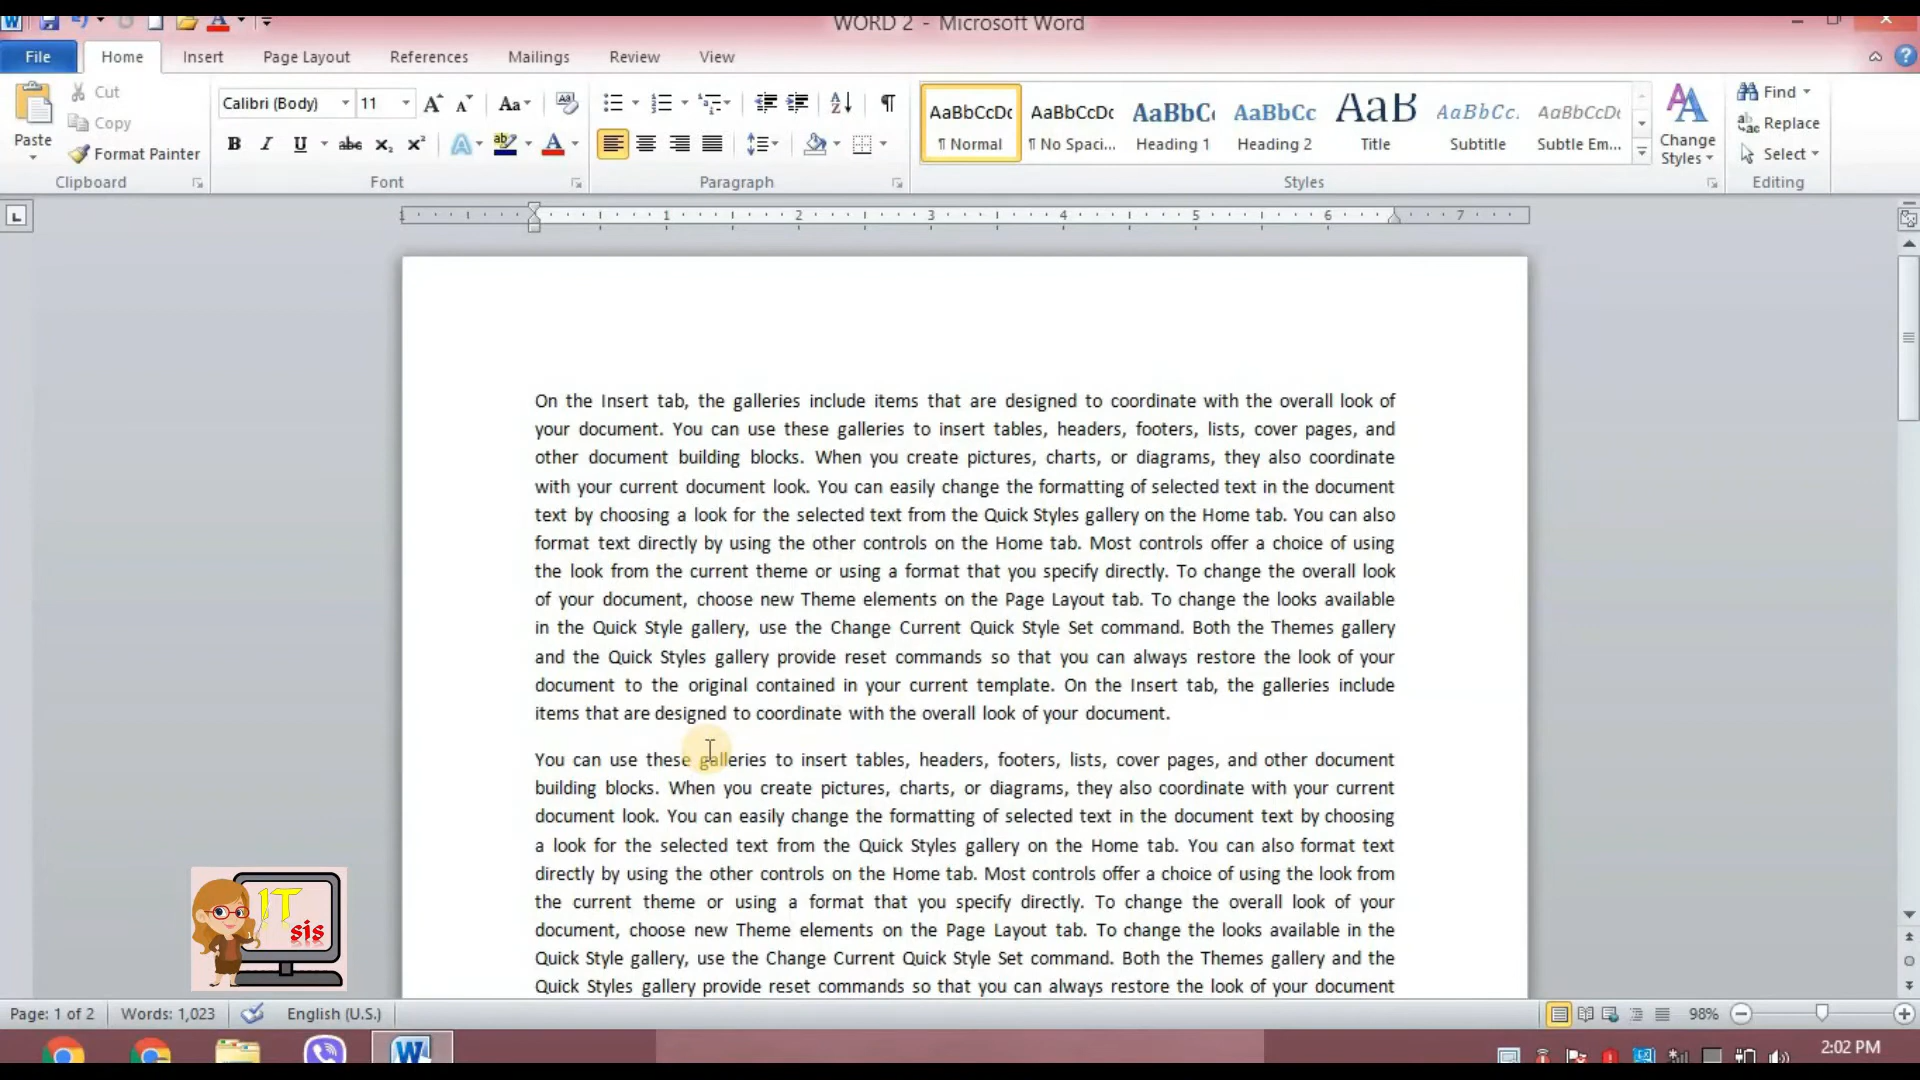 WORD 2 - Microsoft Word
File Home Insert Page Layout References Mailings Review View
Paste
Cut
Copy
Format Painter
Clipboard
Calibri (Body) 11
Font
Paragraph
AaBbCcDc AaBbCcDc AaBbC AaBbCc AaB AaBbCc. AaBbCcDc
¶ Normal ¶ No Spaci... Heading 1 Heading 2 Title Subtitle Subtle Em...
Change
Styles
Styles
Find
Replace
Select
Editing
1 1 2 3 4 5 6 7
On the Insert tab, the galleries include items that are designed to coordinate with the overall look of
your document. You can use these galleries to insert tables, headers, footers, lists, cover pages, and
other document building blocks. When you create pictures, charts, or diagrams, they also coordinate
with your current document look. You can easily change the formatting of selected text in the document
text by choosing a look for the selected text from the Quick Styles gallery on the Home tab. You can also
format text directly by using the other controls on the Home tab. Most controls offer a choice of using
the look from the current theme or using a format that you specify directly. To change the overall look
of your document, choose new Theme elements on the Page Layout tab. To change the looks available
in the Quick Style gallery, use the Change Current Quick Style Set command. Both the Themes gallery
and the Quick Styles gallery provide reset commands so that you can always restore the look of your
document to the original contained in your current template. On the Insert tab, the galleries include
items that are designed to coordinate with the overall look of your document.
You can use these galleries to insert tables, headers, footers, lists, cover pages, and other document
building blocks. When you create pictures, charts, or diagrams, they also coordinate with your current
document look. You can easily change the formatting of selected text in the document text by choosing
a look for the selected text from the Quick Styles gallery on the Home tab. You can also format text
directly by using the other controls on the Home tab. Most controls offer a choice of using the look from
the current theme or using a format that you specify directly. To change the overall look of your
document, choose new Theme elements on the Page Layout tab. To change the looks available in the
Quick Style gallery, use the Change Current Quick Style Set command. Both the Themes gallery and the
Quick Styles gallery provide reset commands so that you can always restore the look of your document
IT
sis
Page: 1 of 2 Words: 1,023 English (U.S.) 98%
2:02 PM